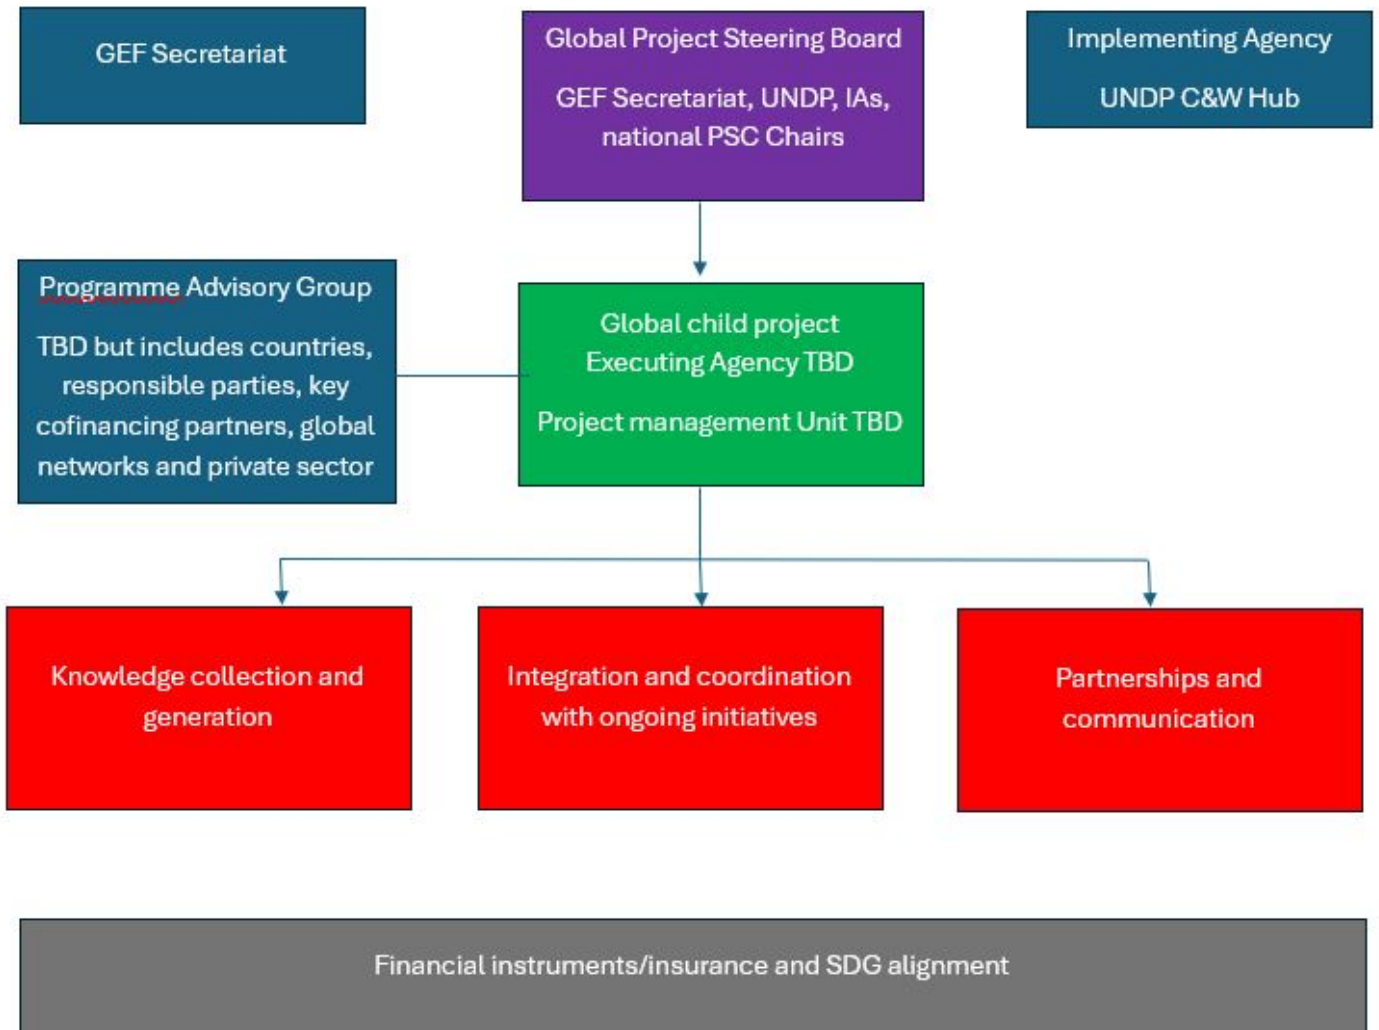 GEF Secretariat
Global Project Steering Board
GEF Secretariat, UNDP, IAs,
national PSC Chairs
Implementing Agency
UNDP C&W Hub
Programme Advisory Group
TBD but includes countries,
responsible parties, key
cofinancing partners, global
networks and private sector
Global child project
Executing Agency TBD
Project management Unit TBD
Knowledge collection and
generation
Integration and coordination
with ongoing initiatives
Partnerships and
communication
Financial instruments/insurance and SDG alignment